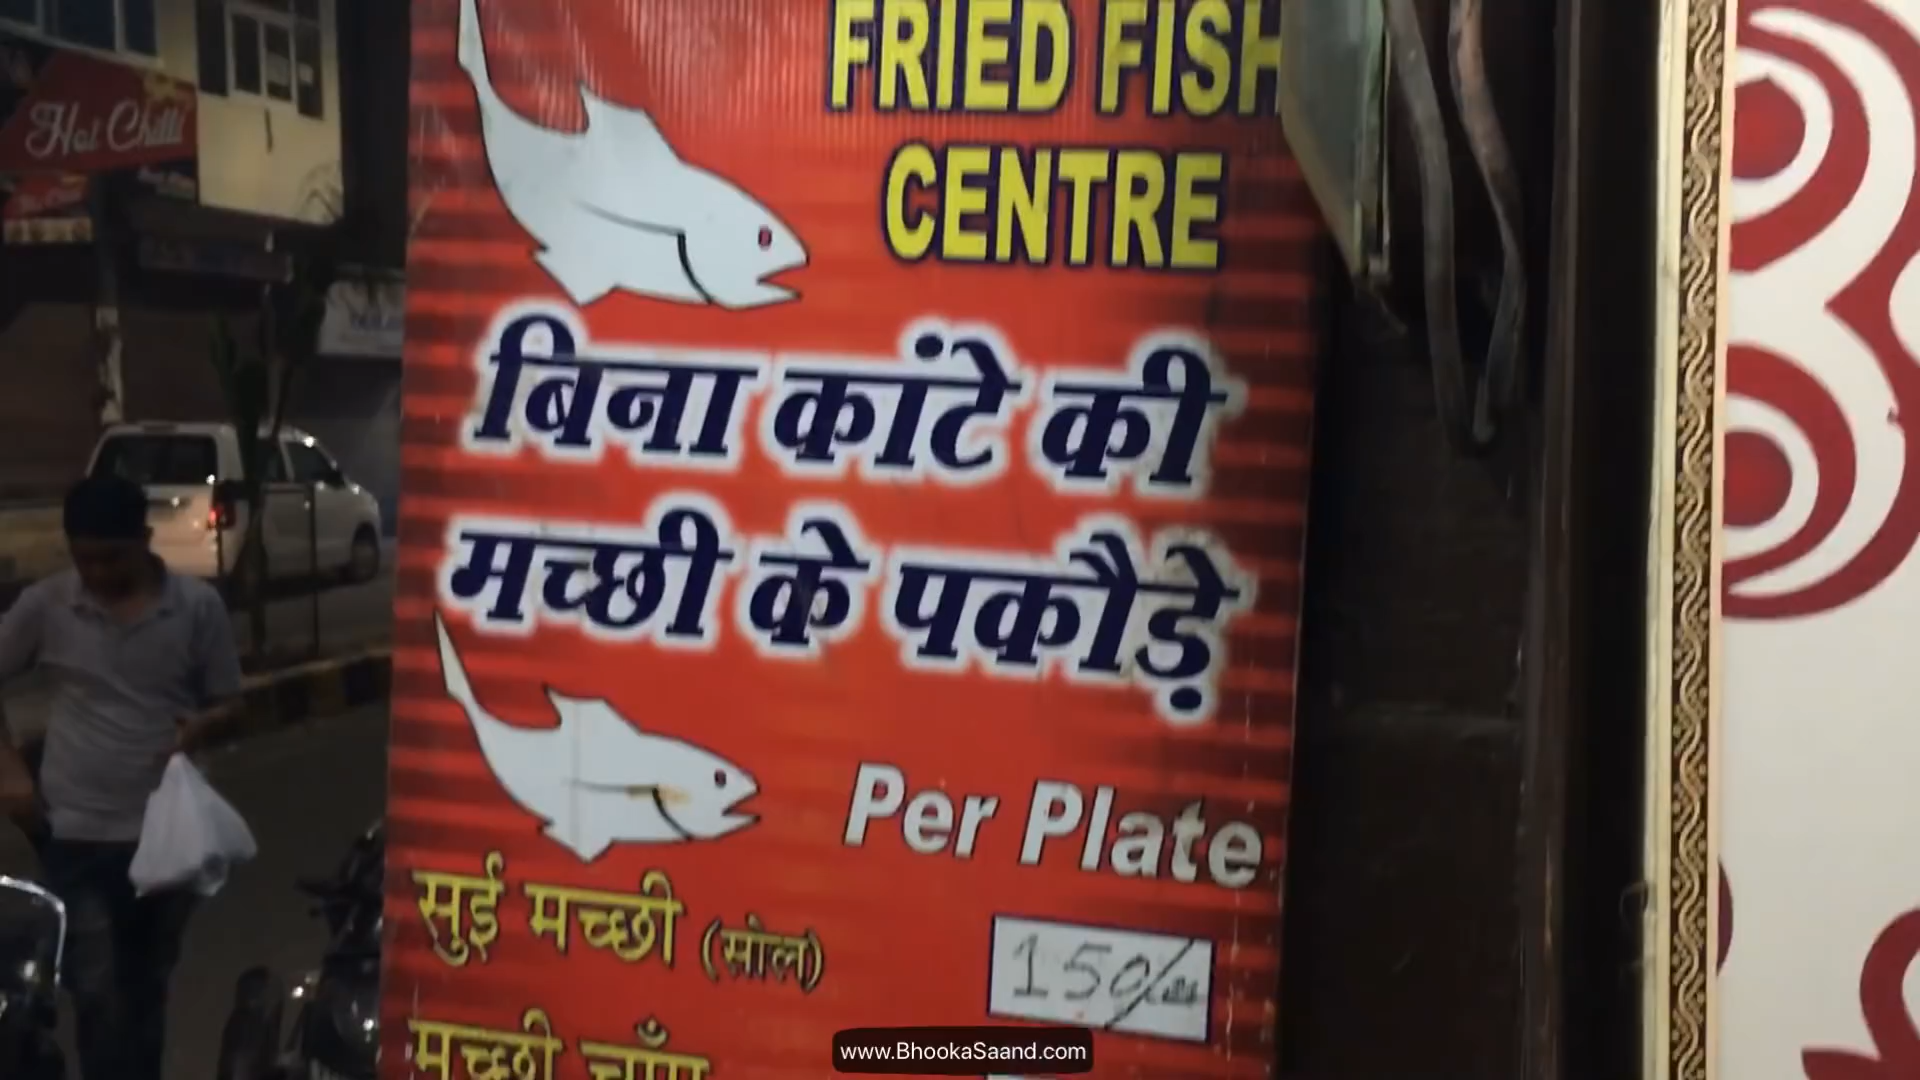 Hot Chilli
FRIED FISH
CENTRE
बिना कांटे की
मच्छी के पकौड़े
Per Plate
सुई मच्छी (सोल)
150/-
मच्छी चाँप
www.BhookaSaand.com